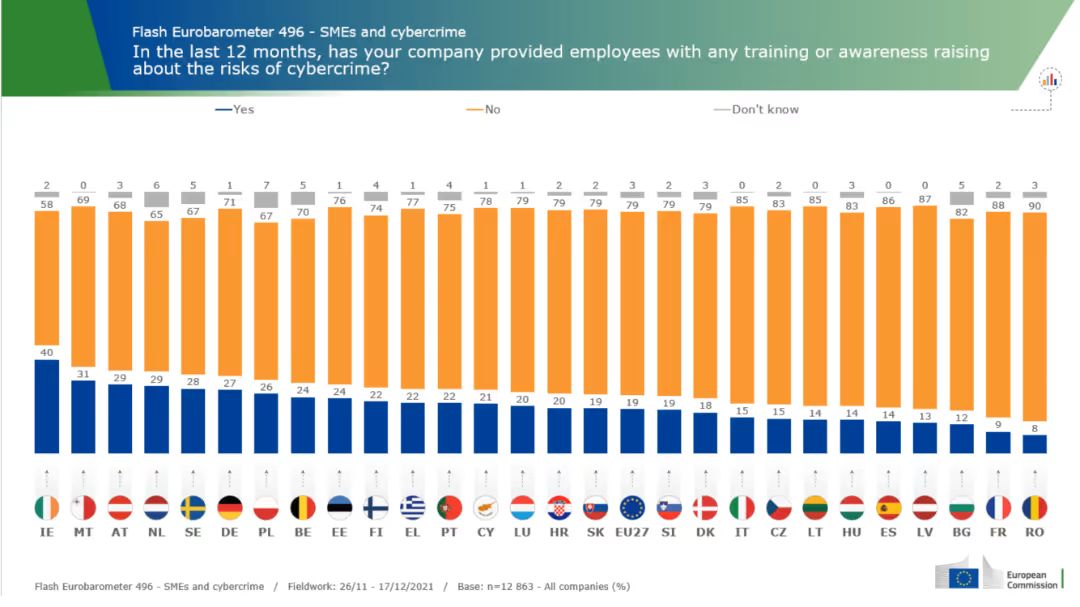 Flash Eurobarometer 496 - SMEs and cybercrime
In the last 12 months, has your company provided employees with any training or awareness raising
about the risks of cybercrime?
Yes No Don't know
2 0 3 6 5 1 7 5 1 4 1 4 1 1 2 2 3 2 3 0 2 0 3 0 0 5 2 3
58 69 68 65 67 71 67 70 76 74 77 75 78 79 79 79 79 79 79 85 83 85 83 86 87 82 88 90
40 31 29 29 28 27 26 24 24 22 22 22 21 20 20 19 19 19 18 15 15 14 14 14 13 12 9 8
IE MT AT NL SE DE PL BE EE FI EL PT CY LU HR SK EU27 SI DK IT CZ LT HU ES LV BG FR RO
Flash Eurobarometer 496 - SMEs and cybercrime / Fieldwork: 26/11 - 17/12/2021 / Base: n=12 863 - All companies (%)
European
Commission